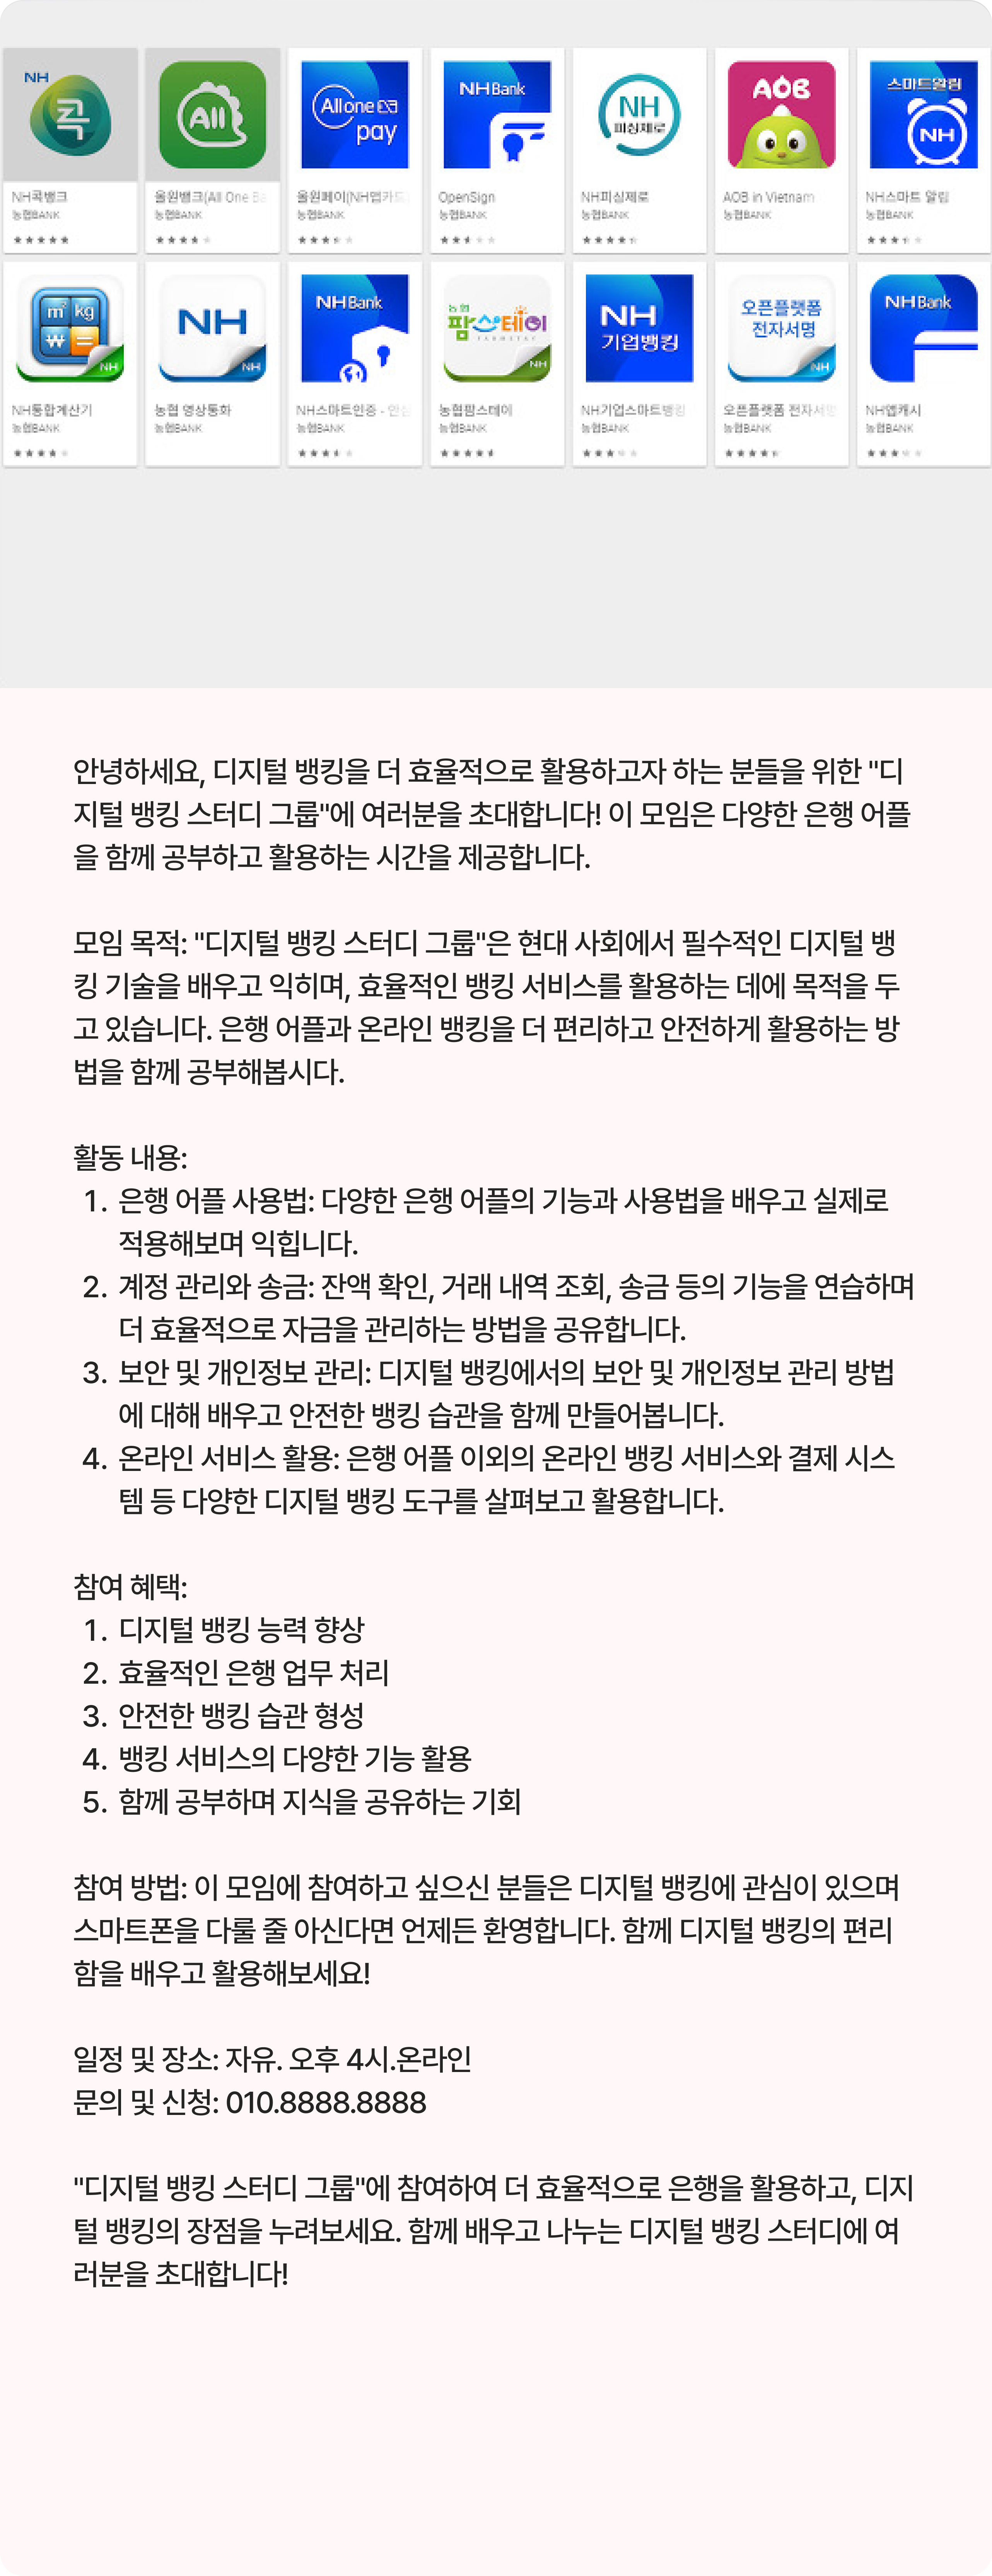 NH
콕
All
Allone
pay
NHBank
NH
피싱제로
AOB
스마트알림
NH
NH콕뱅크
올원뱅크(All One Ba
올원페이(NH앱카드
OpenSign
NH피싱제로
AOB in Vietnam
NH스마트 알림
농협BANK
농협BANK
농협BANK
농협BANK
농협BANK
농협BANK
농협BANK
m² kg
₩ =
NH
NH
NH
NHBank
농협
팜스테이
FARMSTAY
NH
NH
기업뱅킹
오픈플랫폼
전자서명
NH
NHBank
NH통합계산기
농협 영상통화
NH스마트인증 - 안심
농협팜스테이
NH기업스마트뱅킹
오픈플랫폼 전자서명
NH앱캐시
농협BANK
농협BANK
농협BANK
농협BANK
농협BANK
농협BANK
농협BANK
안녕하세요, 디지털 뱅킹을 더 효율적으로 활용하고자 하는 분들을 위한 "디
지털 뱅킹 스터디 그룹"에 여러분을 초대합니다! 이 모임은 다양한 은행 어플
을 함께 공부하고 활용하는 시간을 제공합니다.
모임 목적: "디지털 뱅킹 스터디 그룹"은 현대 사회에서 필수적인 디지털 뱅
킹 기술을 배우고 익히며, 효율적인 뱅킹 서비스를 활용하는 데에 목적을 두
고 있습니다. 은행 어플과 온라인 뱅킹을 더 편리하고 안전하게 활용하는 방
법을 함께 공부해봅시다.
활동 내용:
1. 은행 어플 사용법: 다양한 은행 어플의 기능과 사용법을 배우고 실제로
적용해보며 익힙니다.
2. 계정 관리와 송금: 잔액 확인, 거래 내역 조회, 송금 등의 기능을 연습하며
더 효율적으로 자금을 관리하는 방법을 공유합니다.
3. 보안 및 개인정보 관리: 디지털 뱅킹에서의 보안 및 개인정보 관리 방법
에 대해 배우고 안전한 뱅킹 습관을 함께 만들어봅니다.
4. 온라인 서비스 활용: 은행 어플 이외의 온라인 뱅킹 서비스와 결제 시스
템 등 다양한 디지털 뱅킹 도구를 살펴보고 활용합니다.
참여 혜택:
1. 디지털 뱅킹 능력 향상
2. 효율적인 은행 업무 처리
3. 안전한 뱅킹 습관 형성
4. 뱅킹 서비스의 다양한 기능 활용
5. 함께 공부하며 지식을 공유하는 기회
참여 방법: 이 모임에 참여하고 싶으신 분들은 디지털 뱅킹에 관심이 있으며
스마트폰을 다룰 줄 아신다면 언제든 환영합니다. 함께 디지털 뱅킹의 편리
함을 배우고 활용해보세요!
일정 및 장소: 자유. 오후 4시.온라인
문의 및 신청: 010.8888.8888
"디지털 뱅킹 스터디 그룹"에 참여하여 더 효율적으로 은행을 활용하고, 디지
털 뱅킹의 장점을 누려보세요. 함께 배우고 나누는 디지털 뱅킹 스터디에 여
러분을 초대합니다!